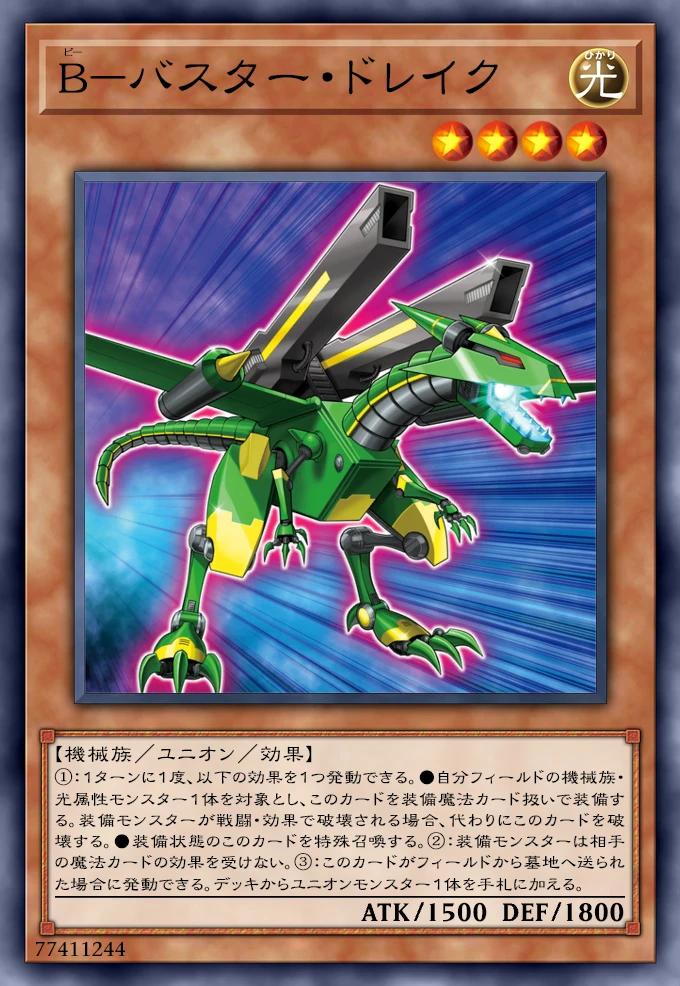 ビー
B－バスター・ドレイク
ひかり
光
【機械族／ユニオン／効果】
①：1ターンに1度、以下の効果を1つ発動できる。●自分フィールドの機械族・
光属性モンスター1体を対象とし、このカードを装備魔法カード扱いで装備す
る。装備モンスターが戦闘・効果で破壊される場合、代わりにこのカードを破
壊する。●装備状態のこのカードを特殊召喚する。②：装備モンスターは相手
の魔法カードの効果を受けない。③：このカードがフィールドから墓地へ送られ
た場合に発動できる。デッキからユニオンモンスター1体を手札に加える。
ATK/1500 DEF/1800
77411244